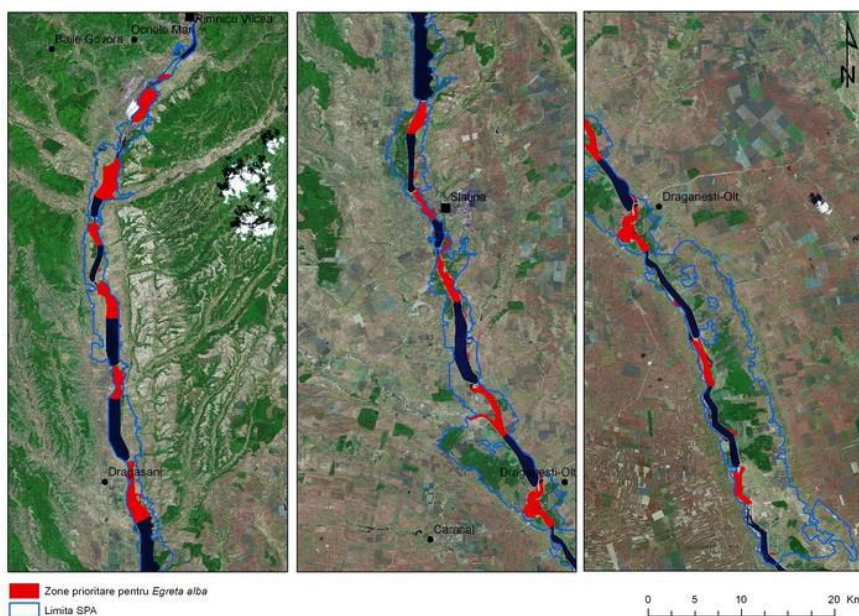 Rimnicu Vilcea
Ocnele Mari
Baile Govora
Dragasani
Slatina
Draganesti-Olt
Caracal
Draganesti-Olt
N
Zone prioritare pentru Egreta alba
Limita SPA
0 5 10 20 Km